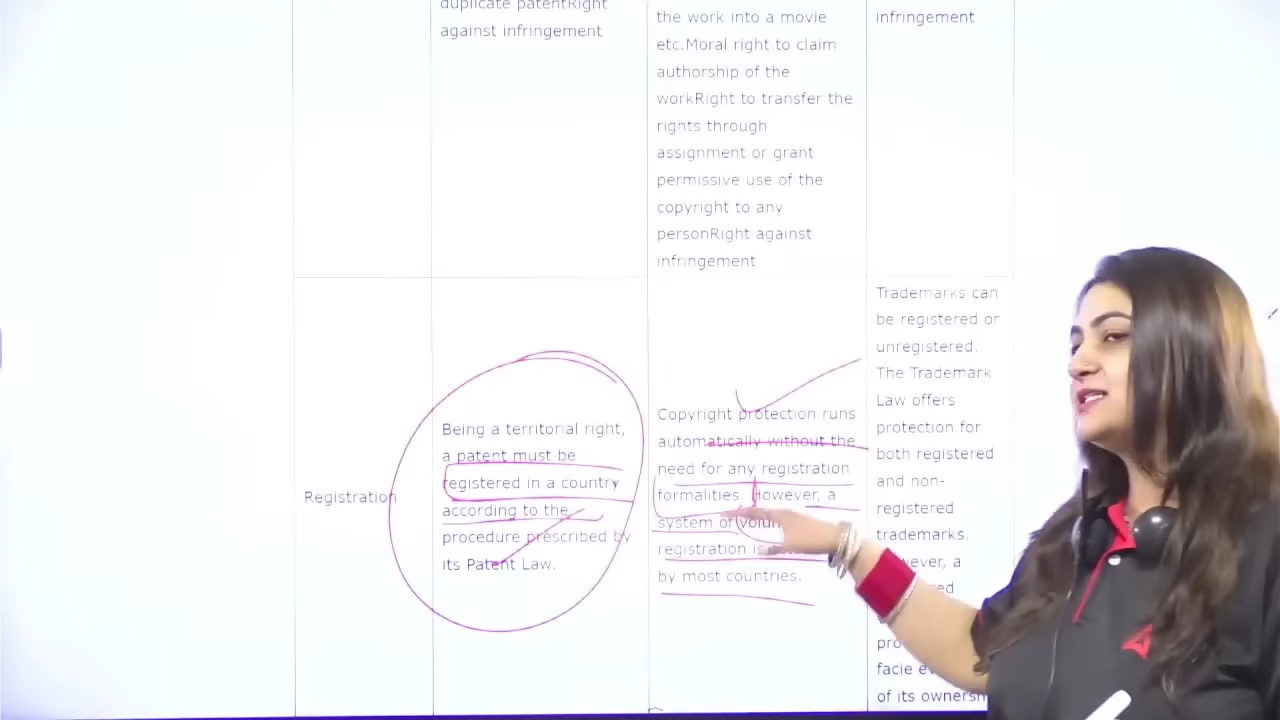 duplicate patentRight
against infringement
the work into a movie
etc.Moral right to claim
authorship of the
workRight to transfer the
rights through
assignment or grant
permissive use of the
copyright to any
personRight against
infringement
infringement
Registration
Being a territorial right,
a patent must be
registered in a country
according to the
procedure prescribed by
its Patent Law.
Copyright protection runs
automatically without the
need for any registration
formalities. However, a
system of
registration is
by most countries.
Trademarks can
be registered or
unregistered.
The Trademark
Law offers
protection for
both registered
and non-
registered
trademarks.
a
facie
of its